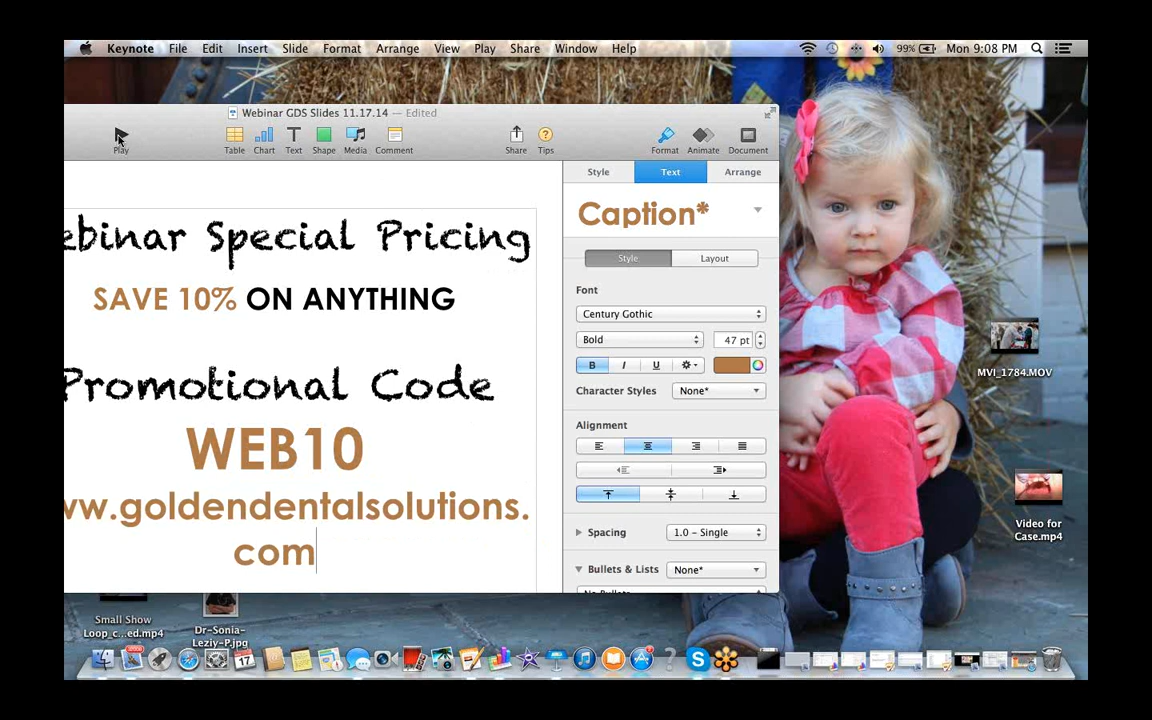 Keynote File Edit Insert Slide Format Arrange View Play Share Window Help 99% Mon 9:08 PM
Webinar GDS Slides 11.17.14 — Edited
Play Table Chart Text Shape Media Comment Share Tips Format Animate Document
Style Text Arrange
Caption*
Style Layout
Font
Century Gothic
Bold 47 pt
B I U
Character Styles None*
Alignment
Spacing 1.0 – Single
Bullets & Lists None*
No Bullets
ebinar Special Pricing
SAVE 10% ON ANYTHING
Promotional Code
WEB10
ww.goldendentalsolutions.
com
MVI_1784.MOV
Video for
Case.mp4
Small Show
Loop_c...ed.mp4
Dr-Sonia-
Leziy-P.jpg
17